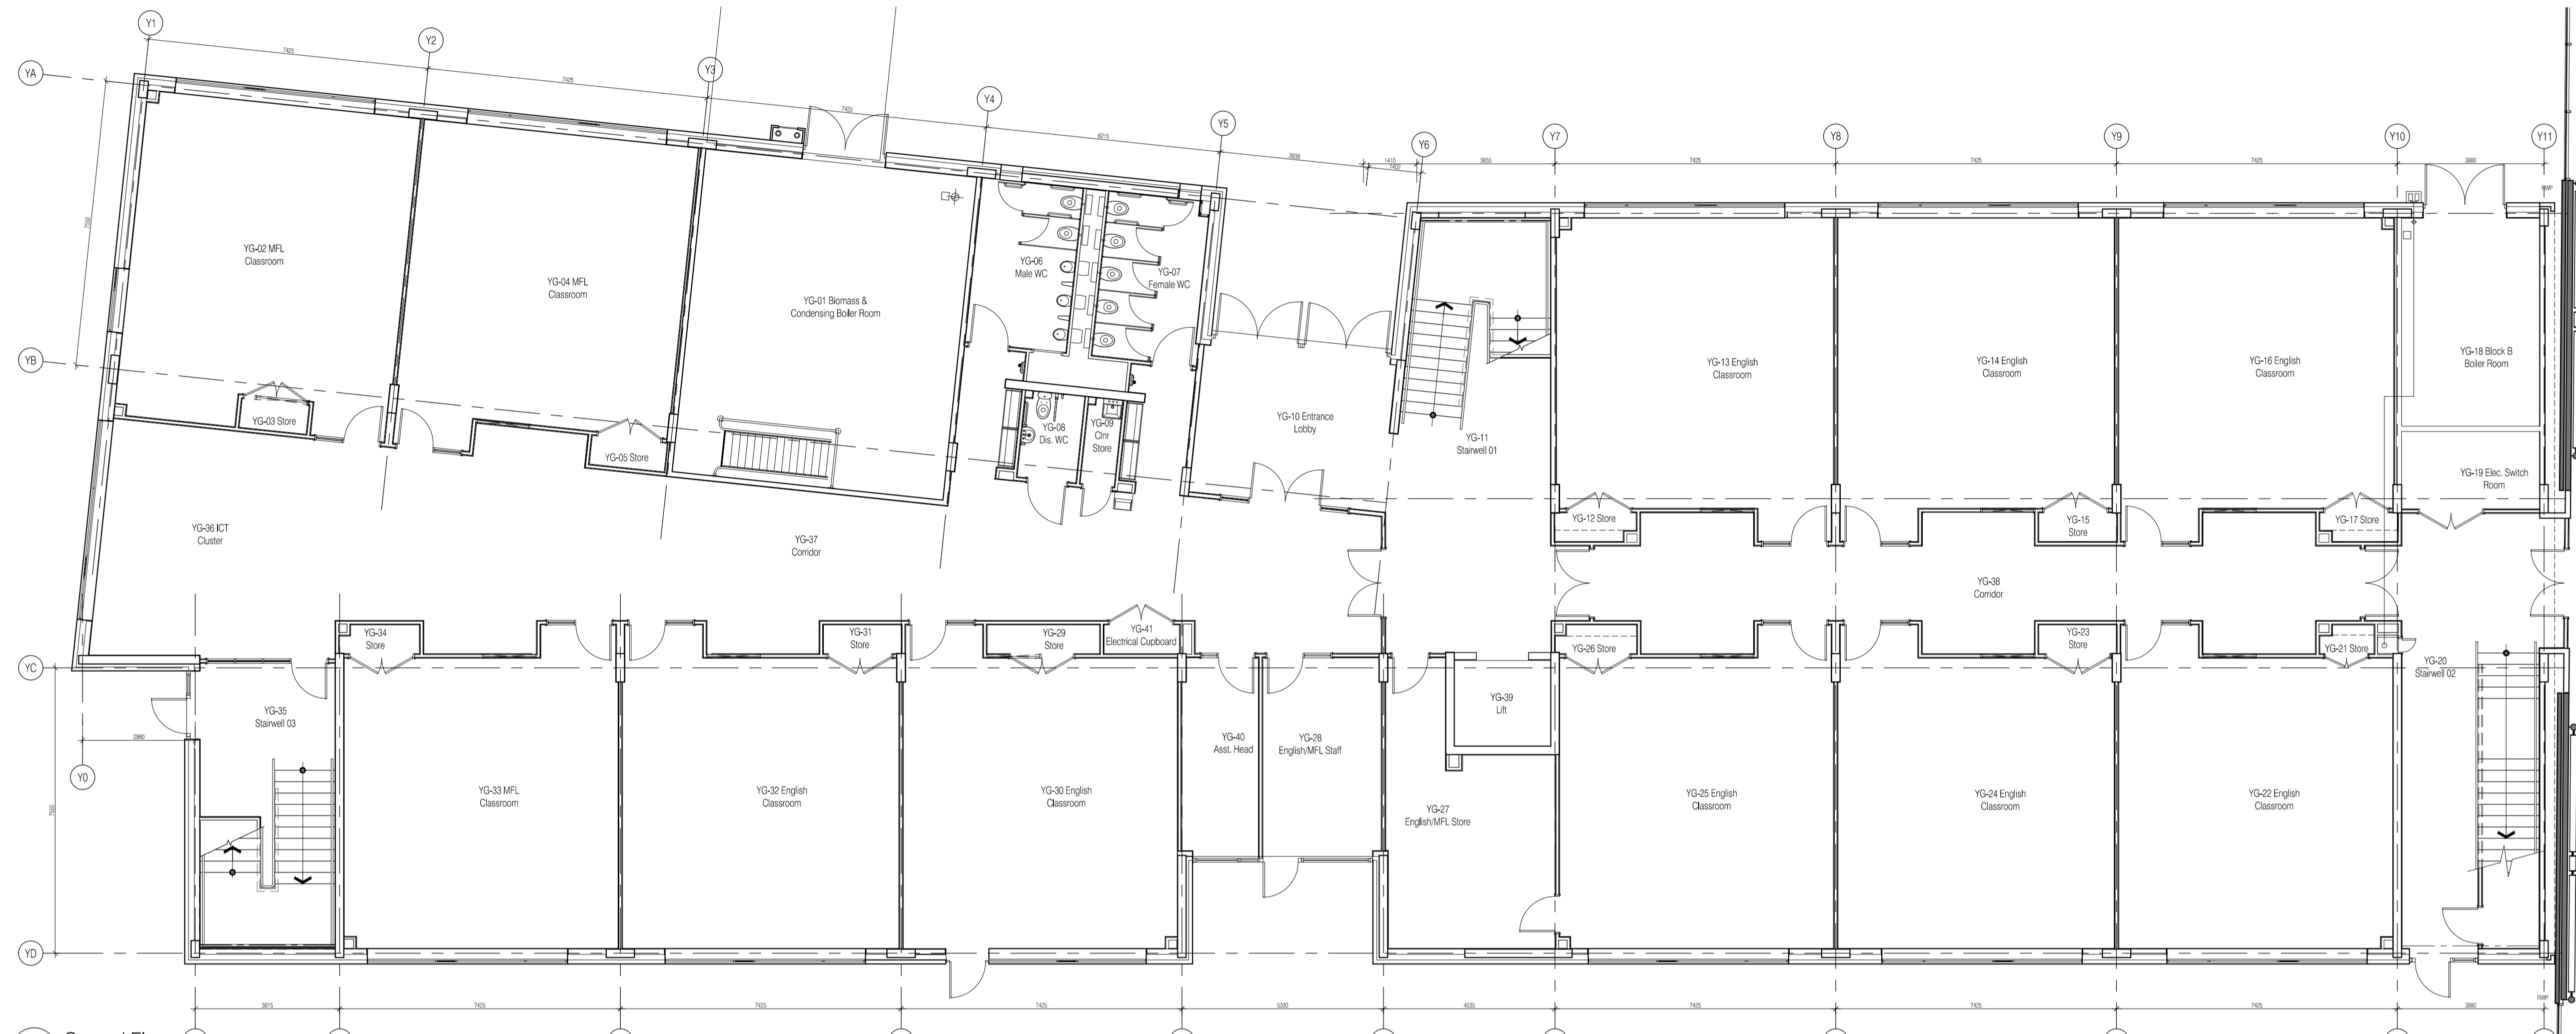 Y1
Y2
Y3
Y4
Y5
Y6
Y7
Y8
Y9
Y10
Y11
YA
YB
YC
YD
Y0
7425
7425
7425
6215
3938
1410
1402
3655
7425
7425
7425
3880
7550
RWP
YG-02 MFL
Classroom
YG-04 MFL
Classroom
YG-01 Biomass &
Condensing Boiler Room
YG-06
Male WC
YG-07
Female WC
YG-03 Store
YG-05 Store
YG-08
Dis. WC
YG-09
Clnr
Store
YG-10 Entrance
Lobby
YG-11
Stairwell 01
YG-13 English
Classroom
YG-14 English
Classroom
YG-16 English
Classroom
YG-18 Block B
Boiler Room
YG-19 Elec. Switch
Room
YG-12 Store
YG-15
Store
YG-17 Store
YG-36 ICT
Cluster
YG-37
Corridor
YG-38
Corridor
YG-34
Store
YG-31
Store
YG-29
Store
YG-41
Electrical Cupboard
YG-26 Store
YG-23
Store
YG-21 Store
YG-20
Stairwell 02
YG-35
Stairwell 03
YG-39
Lift
YG-40
Asst. Head
YG-28
English/MFL Staff
YG-33 MFL
Classroom
YG-32 English
Classroom
YG-30 English
Classroom
YG-27
English/MFL Store
YG-25 English
Classroom
YG-24 English
Classroom
YG-22 English
Classroom
2980
7550
3815
7425
7425
7425
5330
4535
7425
7425
7425
3880
RWP